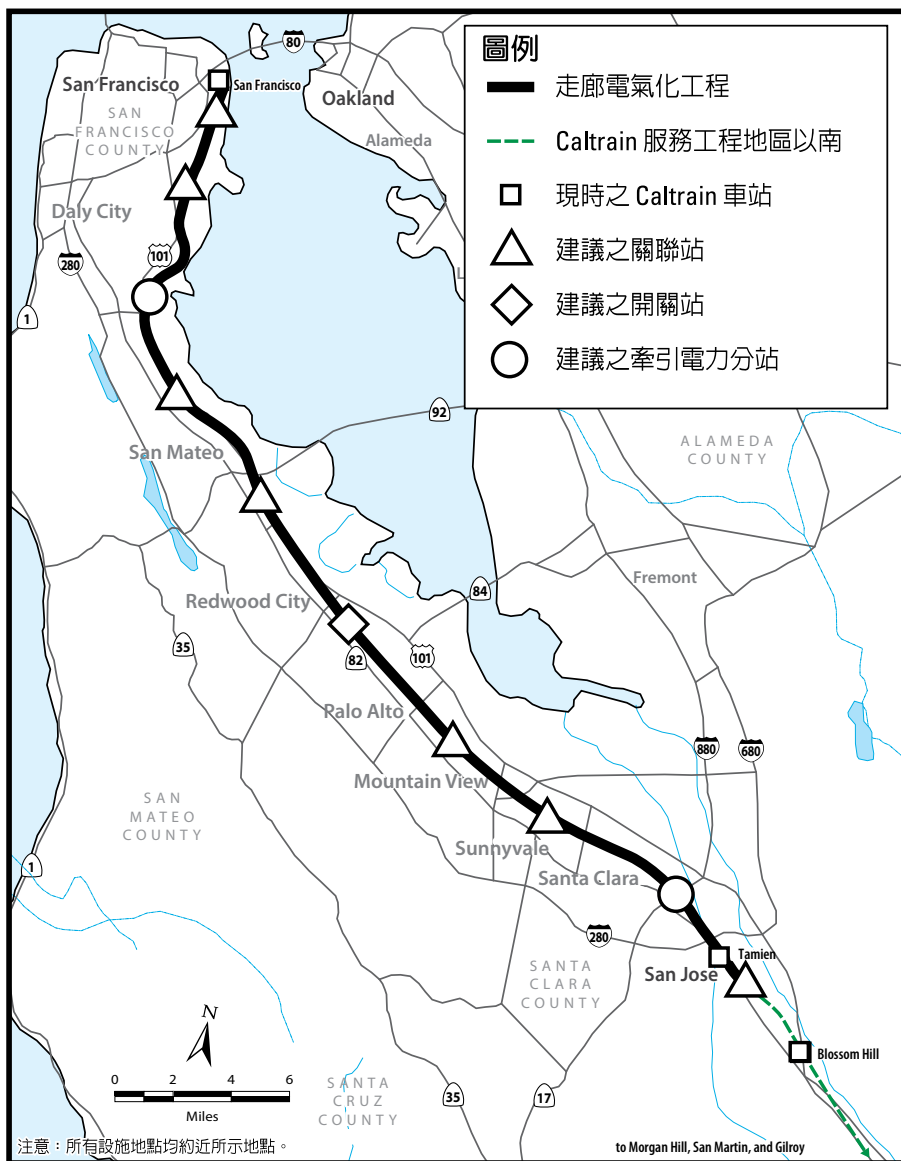 圖例
走廊電氣化工程
Caltrain 服務工程地區以南
現時之 Caltrain 車站
建議之關聯站
建議之開關站
建議之牽引電力分站
80
San Francisco
San Francisco
Oakland
SAN
FRANCISCO
COUNTY
Alameda
Daly City
101
280
1
92
San Mateo
ALAMEDA
COUNTY
Fremont
84
Redwood City
35
82
101
Palo Alto
880
680
Mountain View
SAN
MATEO
COUNTY
Sunnyvale
Santa Clara
1
280
Tamien
San Jose
SANTA
CLARA
COUNTY
N
Blossom Hill
0 2 4 6
Miles
SANTA
CRUZ
COUNTY
35
17
注意：所有設施地點均約近所示地點。
to Morgan Hill, San Martin, and Gilroy